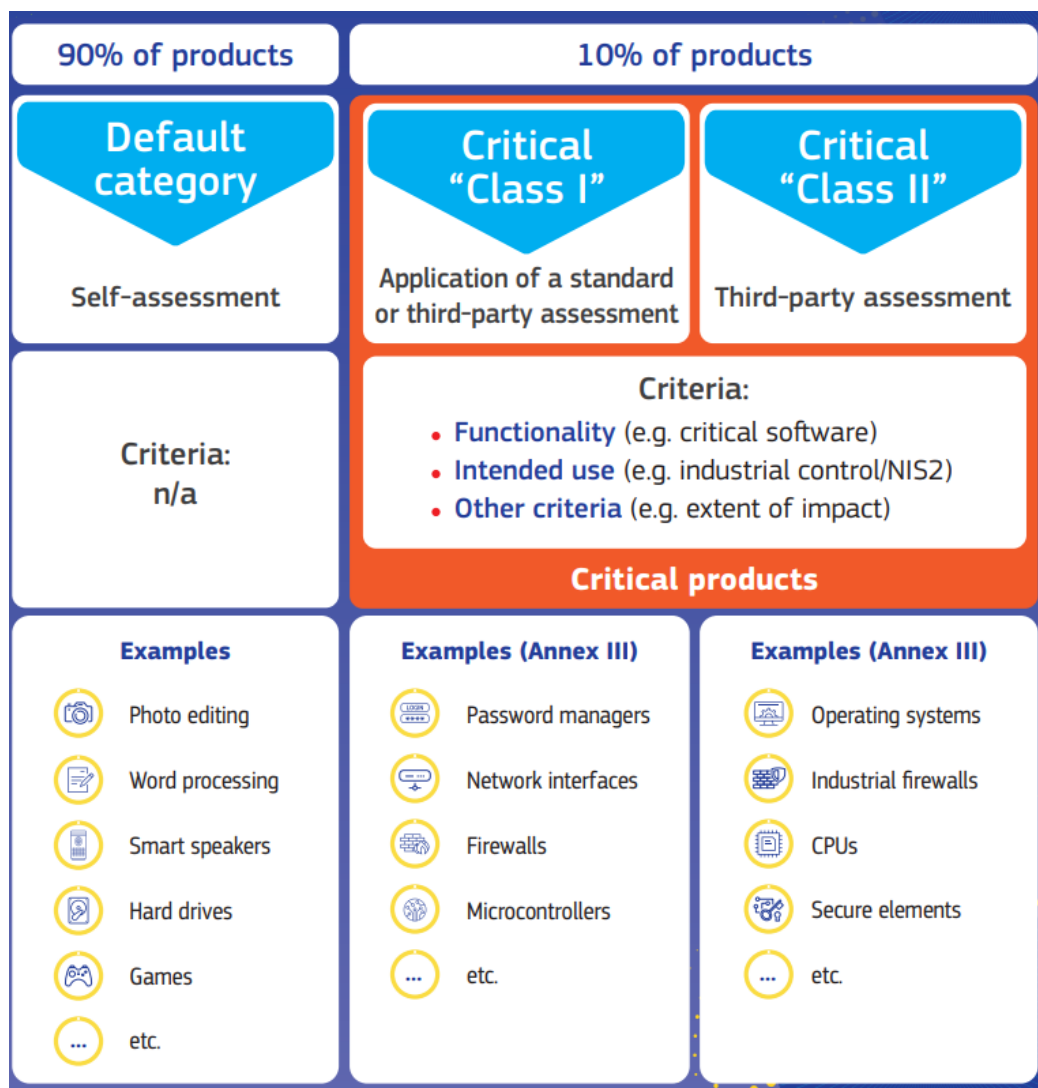 90% of products
10% of products
Default
category
Self-assessment
Critical
“Class I”
Application of a standard
or third-party assessment
Critical
“Class II”
Third-party assessment
Criteria:
n/a
Criteria:
• Functionality (e.g. critical software)
• Intended use (e.g. industrial control/NIS2)
• Other criteria (e.g. extent of impact)
Critical products
Examples
Photo editing
Word processing
Smart speakers
Hard drives
Games
...
etc.
Examples (Annex III)
LOGIN
****
Password managers
Network interfaces
Firewalls
Microcontrollers
...
etc.
Examples (Annex III)
Operating systems
Industrial firewalls
CPUs
Secure elements
...
etc.